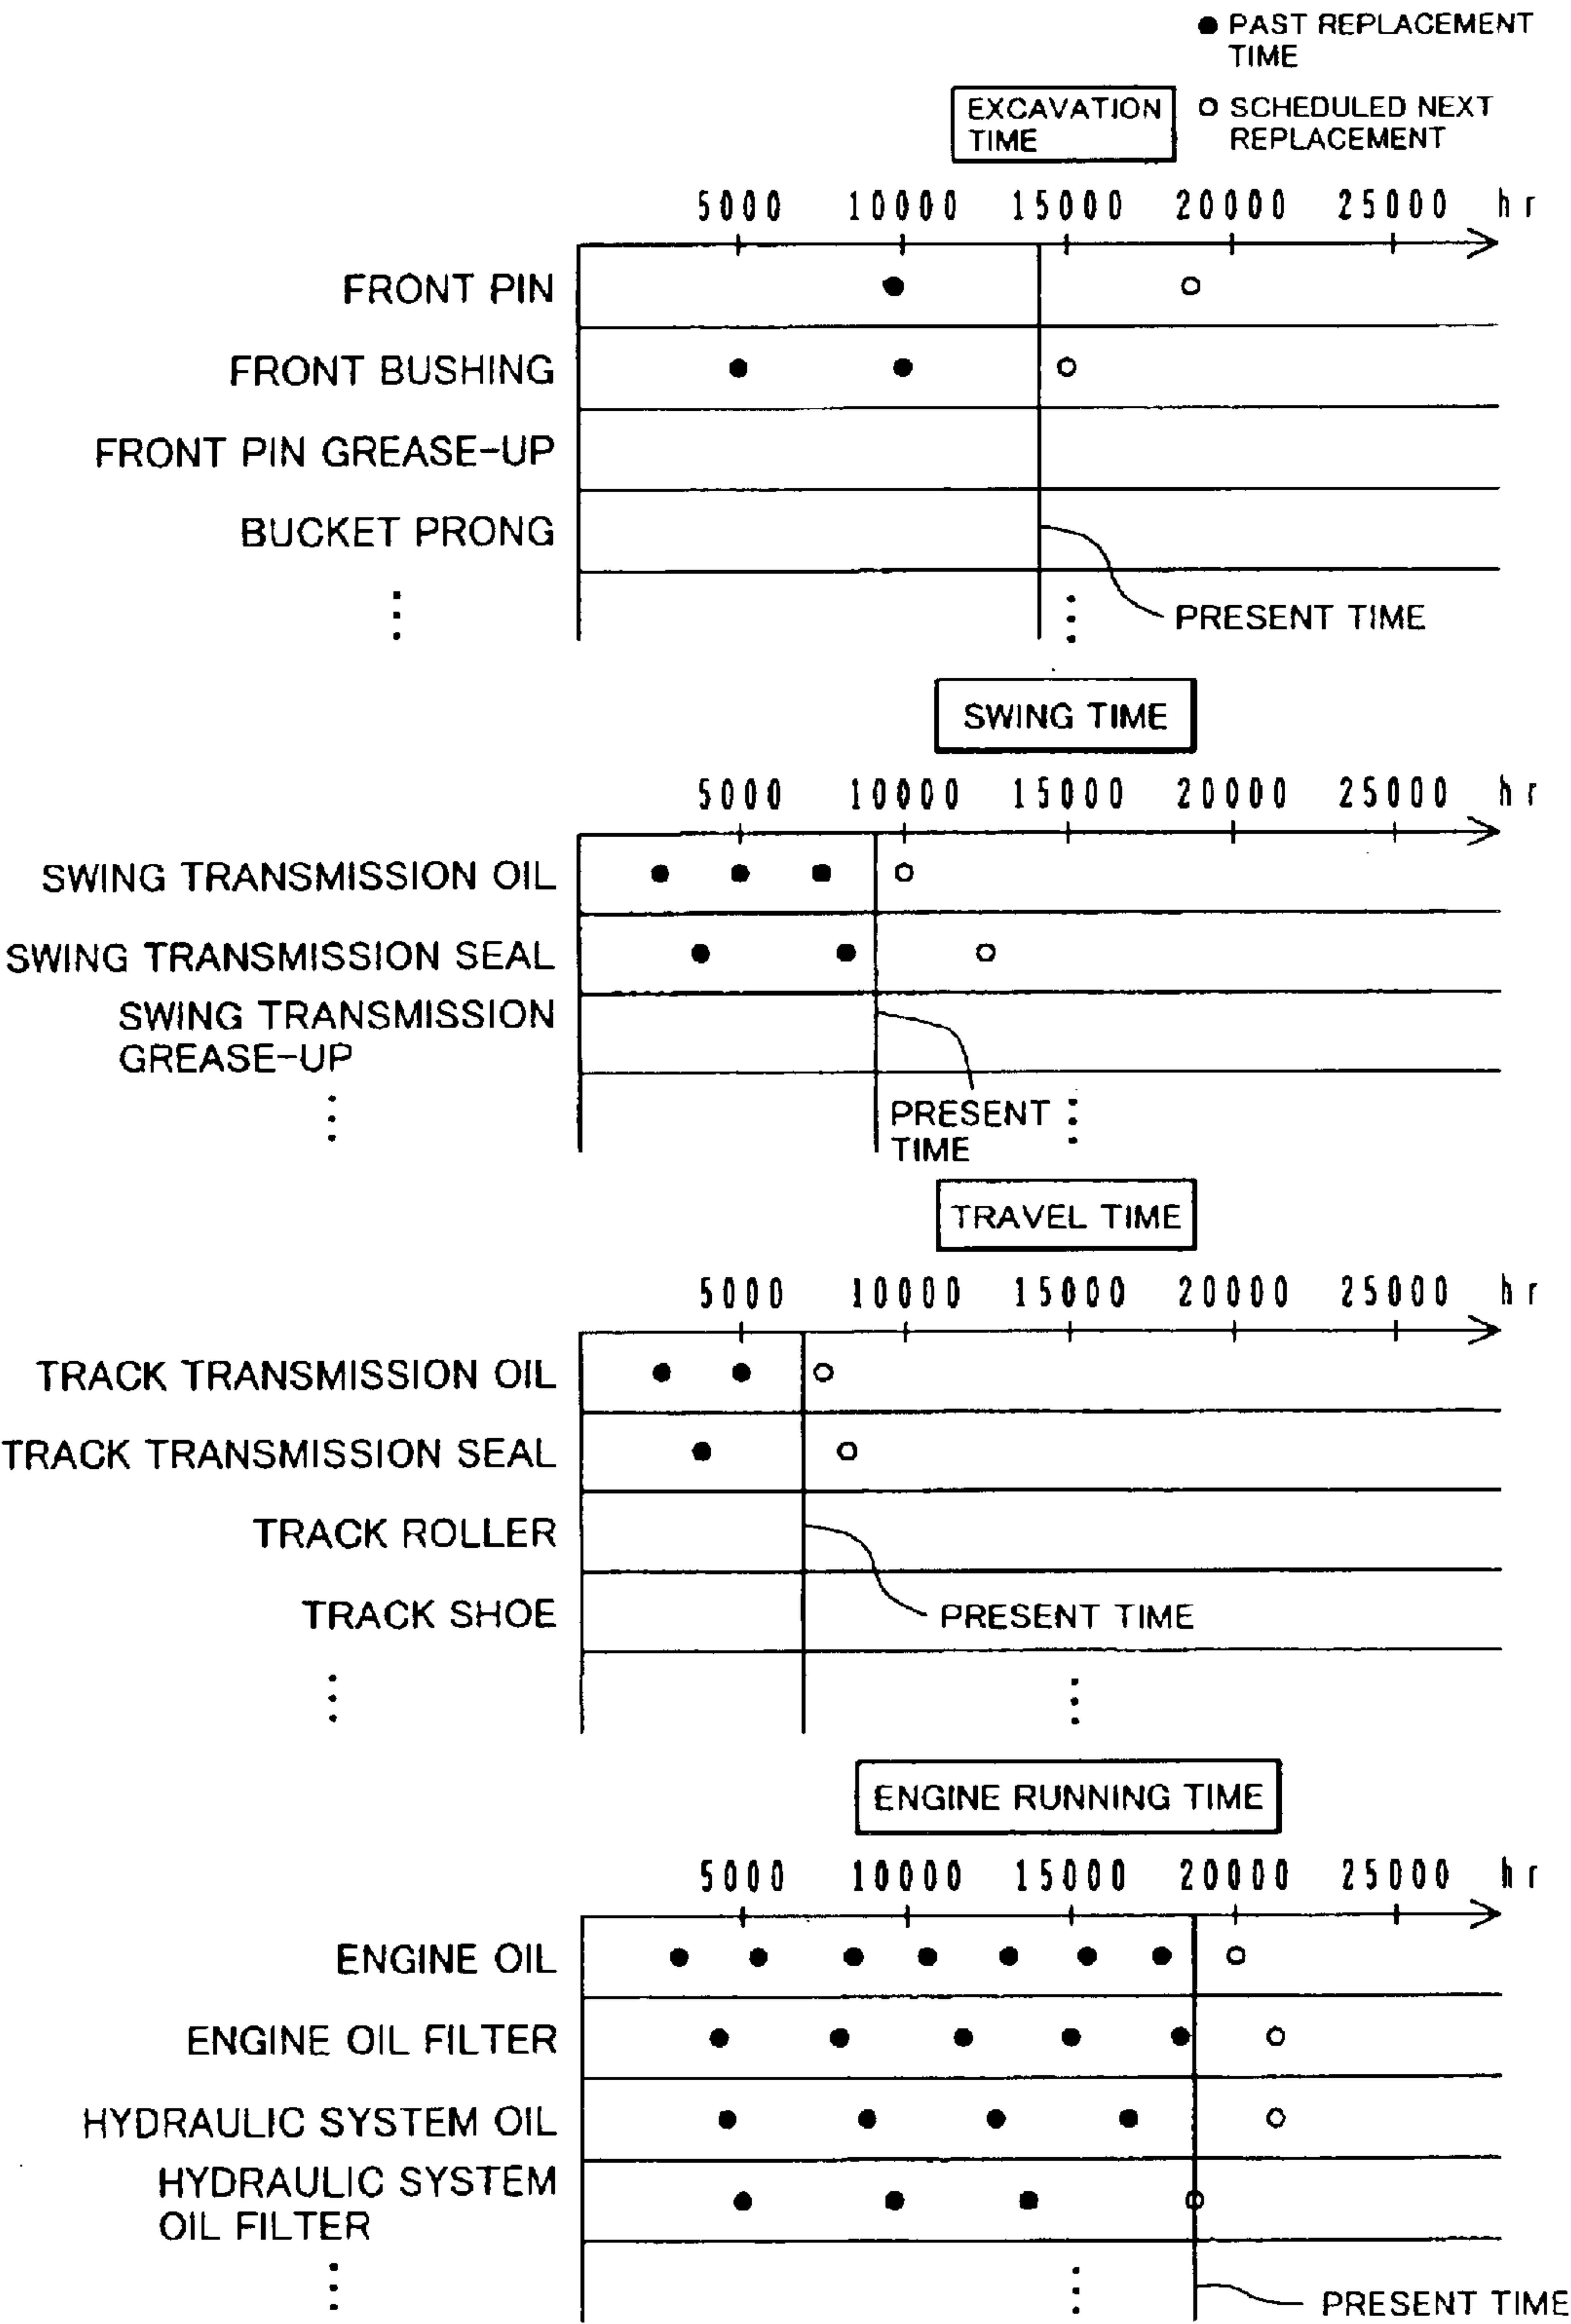 ● PAST REPLACEMENT
TIME
EXCAVATION
TIME
○ SCHEDULED NEXT
REPLACEMENT
5000 10000 15000 20000 25000 hr
FRONT PIN
FRONT BUSHING
FRONT PIN GREASE-UP
BUCKET PRONG
PRESENT TIME
SWING TIME
5000 10000 15000 20000 25000 hr
SWING TRANSMISSION OIL
SWING TRANSMISSION SEAL
SWING TRANSMISSION
GREASE-UP
PRESENT
TIME
TRAVEL TIME
5000 10000 15000 20000 25000 hr
TRACK TRANSMISSION OIL
TRACK TRANSMISSION SEAL
TRACK ROLLER
TRACK SHOE
PRESENT TIME
ENGINE RUNNING TIME
5000 10000 15000 20000 25000 hr
ENGINE OIL
ENGINE OIL FILTER
HYDRAULIC SYSTEM OIL
HYDRAULIC SYSTEM
OIL FILTER
PRESENT TIME